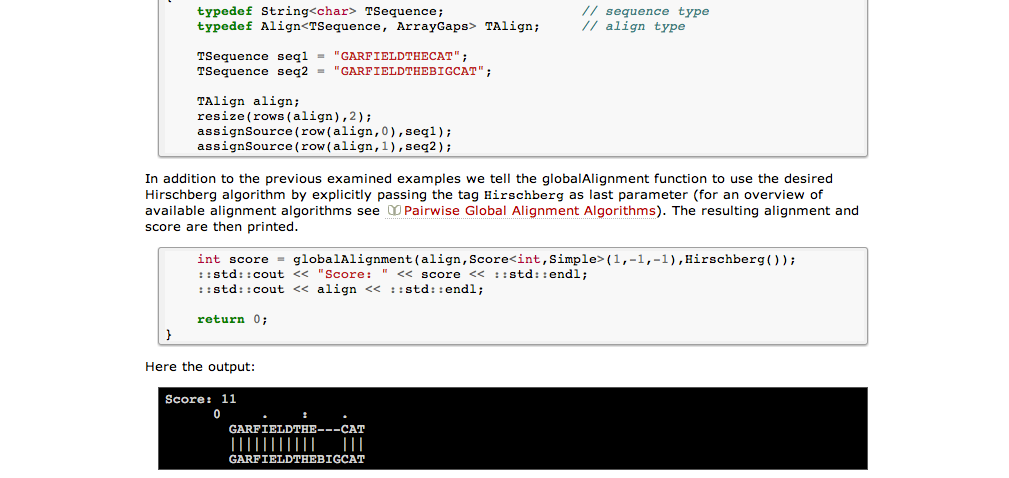 {
typedef String<char> TSequence;                 // sequence type
typedef Align<TSequence, ArrayGaps> TAlign;     // align type
TSequence seq1 = "GARFIELDTHECAT";
TSequence seq2 = "GARFIELDTHEBIGCAT";
TAlign align;
resize(rows(align),2);
assignSource(row(align,0),seq1);
assignSource(row(align,1),seq2);
In addition to the previous examined examples we tell the globalAlignment function to use the desired
Hirschberg algorithm by explicitly passing the tag Hirschberg as last parameter (for an overview of
available alignment algorithms see Pairwise Global Alignment Algorithms). The resulting alignment and
score are then printed.
int score = globalAlignment(align,Score<int,Simple>(1,-1,-1),Hirschberg());
::std::cout << "Score: " << score << ::std::endl;
::std::cout << align << ::std::endl;
return 0;
}
Here the output:
Score: 11
      0     .    :    .
        GARFIELDTHE---CAT
        |||||||||||   |||
        GARFIELDTHEBIGCAT